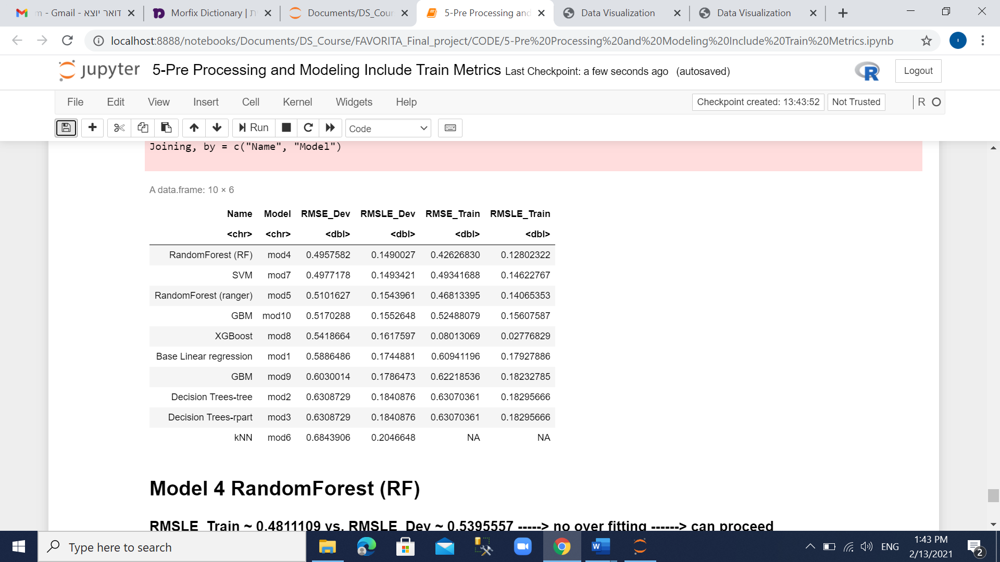 m - Gmail - דואר יוצא
Morfix Dictionary | ת
Documents/DS_Cour
5-Pre Processing and
Data Visualization
Data Visualization
localhost:8888/notebooks/Documents/DS_Course/FAVORITA_Final_project/CODE/5-Pre%20Processing%20and%20Modeling%20Include%20Train%20Metrics.ipynb
jupyter 5-Pre Processing and Modeling Include Train Metrics Last Checkpoint: a few seconds ago (autosaved)
R
Logout
File Edit View Insert Cell Kernel Widgets Help
Checkpoint created: 13:43:52 Not Trusted R
Run Code
Joining, by = c("Name", "Model")
A data.frame: 10 × 6
Name Model RMSE_Dev RMSLE_Dev RMSE_Train RMSLE_Train
<chr> <chr> <dbl> <dbl> <dbl> <dbl>
RandomForest (RF) mod4 0.4957582 0.1490027 0.42626830 0.12802322
SVM mod7 0.4977178 0.1493421 0.49341688 0.14622767
RandomForest (ranger) mod5 0.5101627 0.1543961 0.46813395 0.14065353
GBM mod10 0.5170288 0.1552648 0.52488079 0.15607587
XGBoost mod8 0.5418664 0.1617597 0.08013069 0.02776829
Base Linear regression mod1 0.5886486 0.1744881 0.60941196 0.17927886
GBM mod9 0.6030014 0.1786473 0.62218536 0.18232785
Decision Trees-tree mod2 0.6308729 0.1840876 0.63070361 0.18295666
Decision Trees-rpart mod3 0.6308729 0.1840876 0.63070361 0.18295666
kNN mod6 0.6843906 0.2046648 NA NA
Model 4 RandomForest (RF)
RMSLE_Train ~ 0.4811109 vs. RMSLE_Dev ~ 0.5395557 -----> no over fitting ------> can proceed
Type here to search
W
ENG
1:43 PM
2/13/2021
2